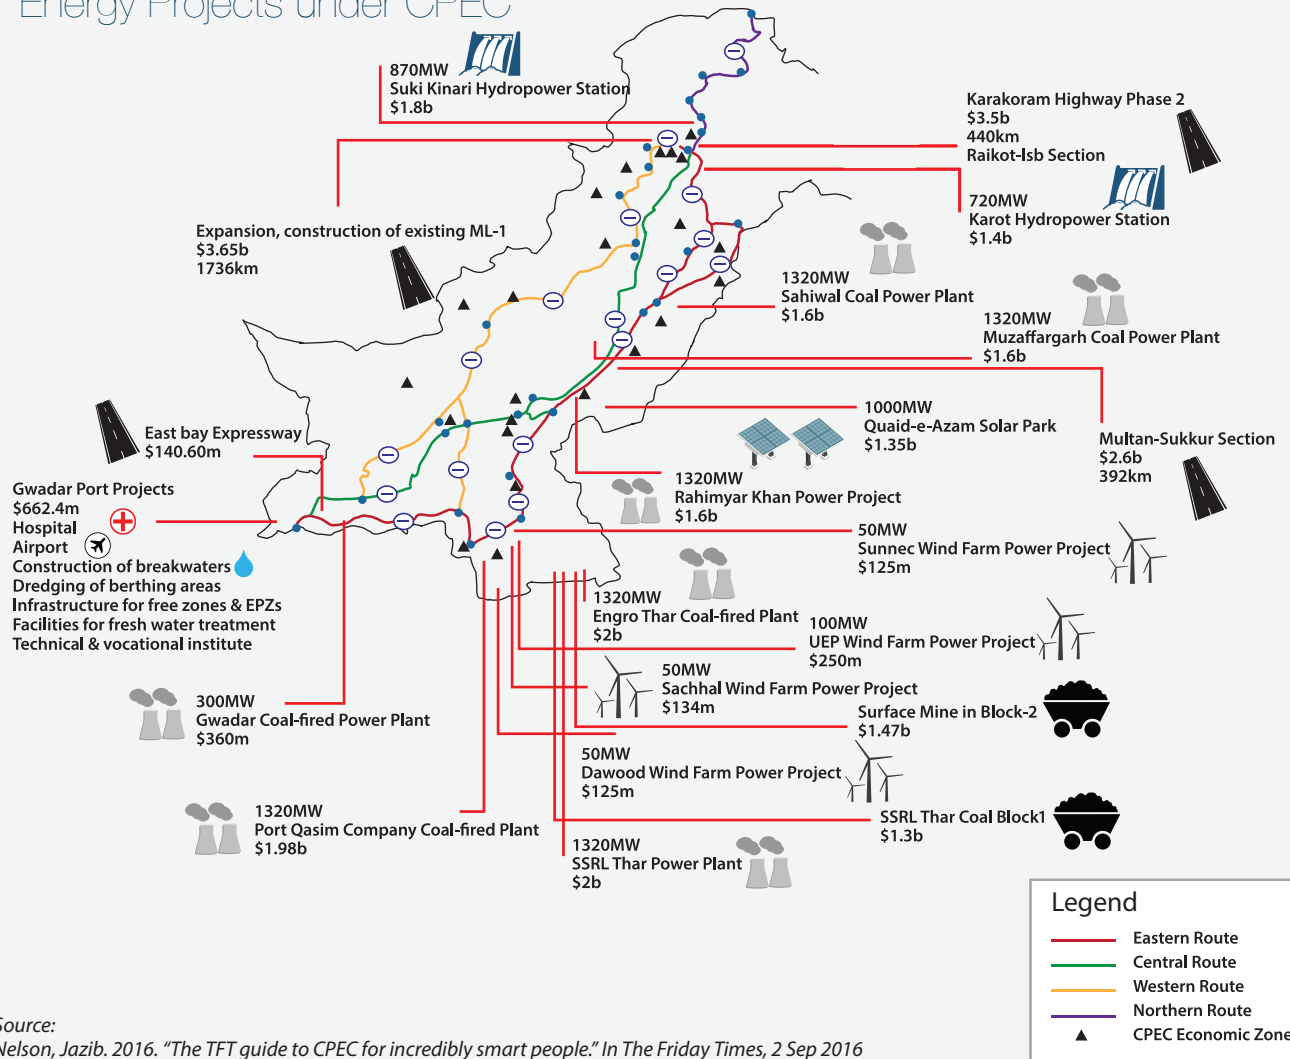 Energy Projects under CPEC
870MW
Suki Kinari Hydropower Station
$1.8b
Karakoram Highway Phase 2
$3.5b
440km
Raikot-Isb Section
720MW
Karot Hydropower Station
$1.4b
Expansion, construction of existing ML-1
$3.65b
1736km
1320MW
Sahiwal Coal Power Plant
$1.6b
1320MW
Muzaffargarh Coal Power Plant
$1.6b
1000MW
Quaid-e-Azam Solar Park
$1.35b
Multan-Sukkur Section
$2.6b
392km
East bay Expressway
$140.60m
1320MW
Rahimyar Khan Power Project
$1.6b
Gwadar Port Projects
$662.4m
Hospital
Airport
Construction of breakwaters
Dredging of berthing areas
Infrastructure for free zones & EPZs
Facilities for fresh water treatment
Technical & vocational institute
50MW
Sunnec Wind Farm Power Project
$125m
1320MW
Engro Thar Coal-fired Plant
$2b
100MW
UEP Wind Farm Power Project
$250m
50MW
Sachhal Wind Farm Power Project
$134m
300MW
Gwadar Coal-fired Power Plant
$360m
Surface Mine in Block-2
$1.47b
50MW
Dawood Wind Farm Power Project
$125m
1320MW
Port Qasim Company Coal-fired Plant
$1.98b
SSRL Thar Coal Block1
$1.3b
1320MW
SSRL Thar Power Plant
$2b
Legend
Eastern Route
Central Route
Western Route
Northern Route
CPEC Economic Zone
Source:
Nelson, Jazib. 2016. “The TFT guide to CPEC for incredibly smart people.” In The Friday Times, 2 Sep 2016